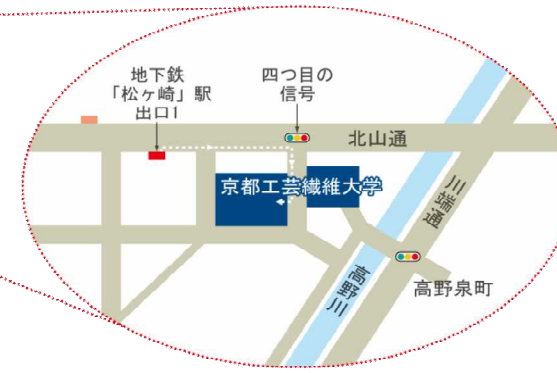 地下鉄
「松ヶ崎」駅
出口1
四つ目の
信号
北山通
京都工芸繊維大学
川端通
高野川
高野泉町